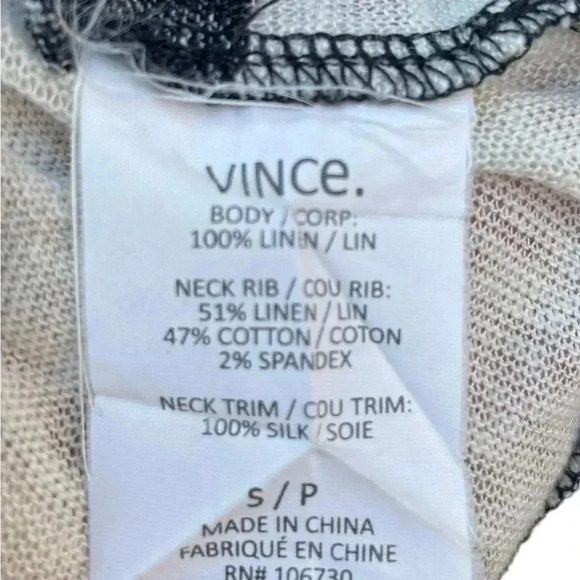 VINCe.
BODY / CORP:
100% LINEN / LIN
NECK RIB / COU RIB:
51% LINEN / LIN
47% COTTON / COTON
2% SPANDEX
NECK TRIM / COU TRIM:
100% SILK / SOIE
S / P
MADE IN CHINA
FABRIQUÉ EN CHINE
RN# 106730